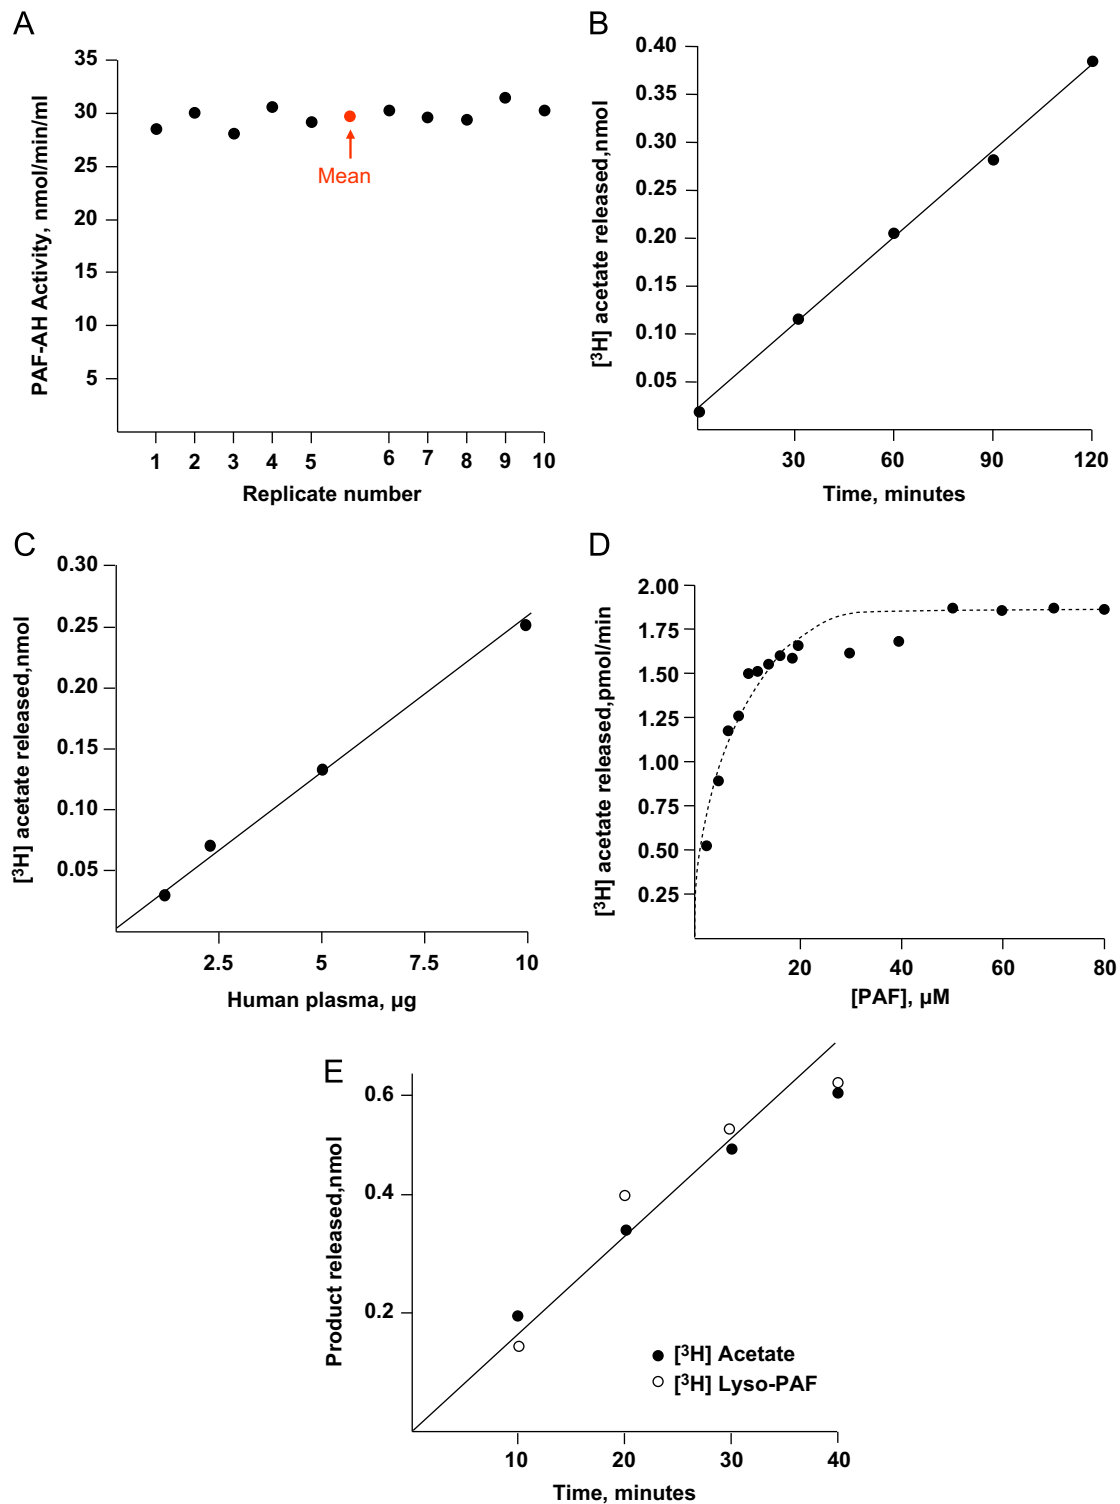 A
PAF-AH Activity, nmol/min/ml
35
30
25
20
15
10
5
Mean
1 2 3 4 5 6 7 8 9 10
Replicate number
B
[³H] acetate released,nmol
0.40
0.35
0.30
0.25
0.20
0.15
0.10
0.05
30 60 90 120
Time, minutes
C
[³H] acetate released,nmol
0.30
0.25
0.20
0.15
0.10
0.05
2.5 5 7.5 10
Human plasma, µg
D
[³H] acetate released,pmol/min
2.00
1.75
1.50
1.25
1.00
0.75
0.50
0.25
20 40 60 80
[PAF], µM
E
Product released,nmol
0.6
0.4
0.2
[³H] Acetate
[³H] Lyso-PAF
10 20 30 40
Time, minutes